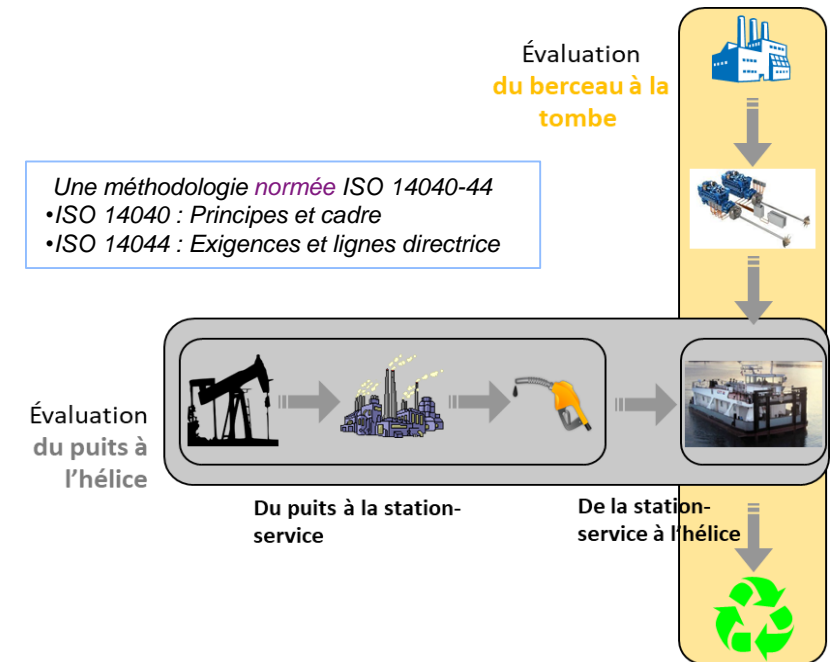 Évaluation
du berceau à la
tombe
Une méthodologie normée ISO 14040-44
•ISO 14040 : Principes et cadre
•ISO 14044 : Exigences et lignes directrice
Évaluation
du puits à
l'hélice
Du puits à la station-
service
De la station-
service à l'hélice